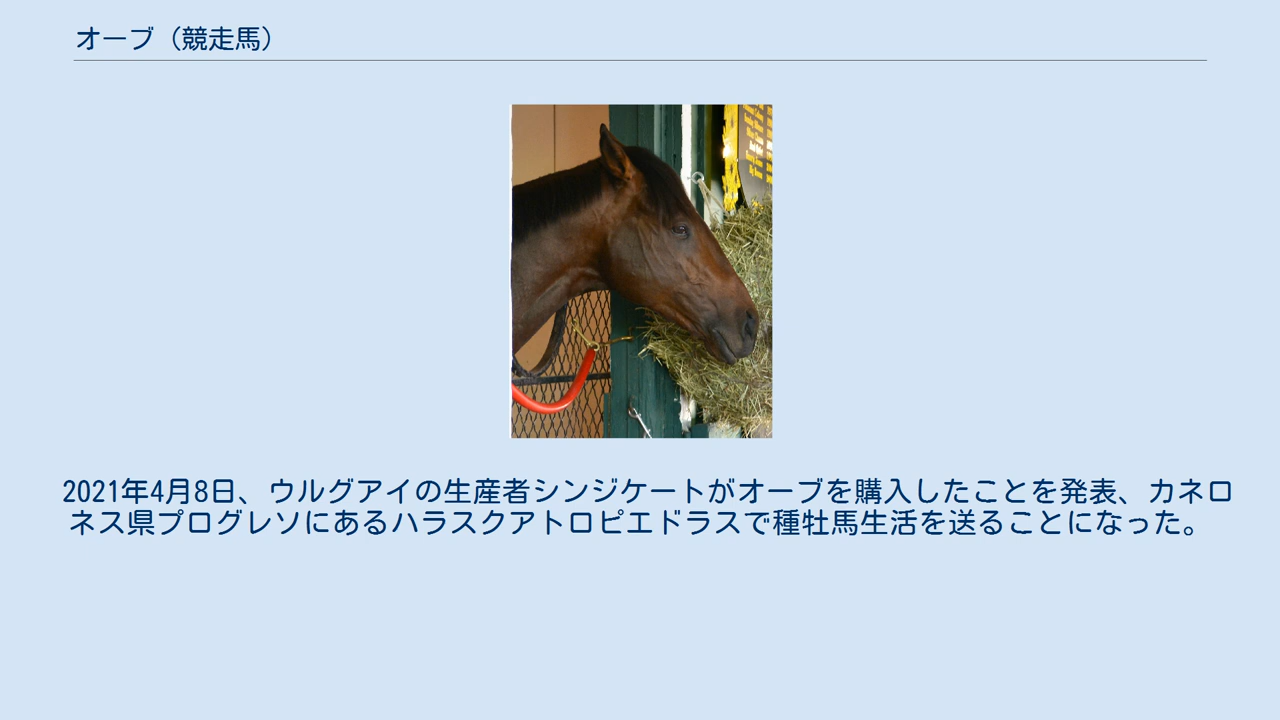 オーブ（競走馬）
2021年4月8日、ウルグアイの生産者シンジケートがオーブを購入したことを発表、カネロ
ネス県プログレソにあるハラスクアトロピエドラスで種牡馬生活を送ることになった。